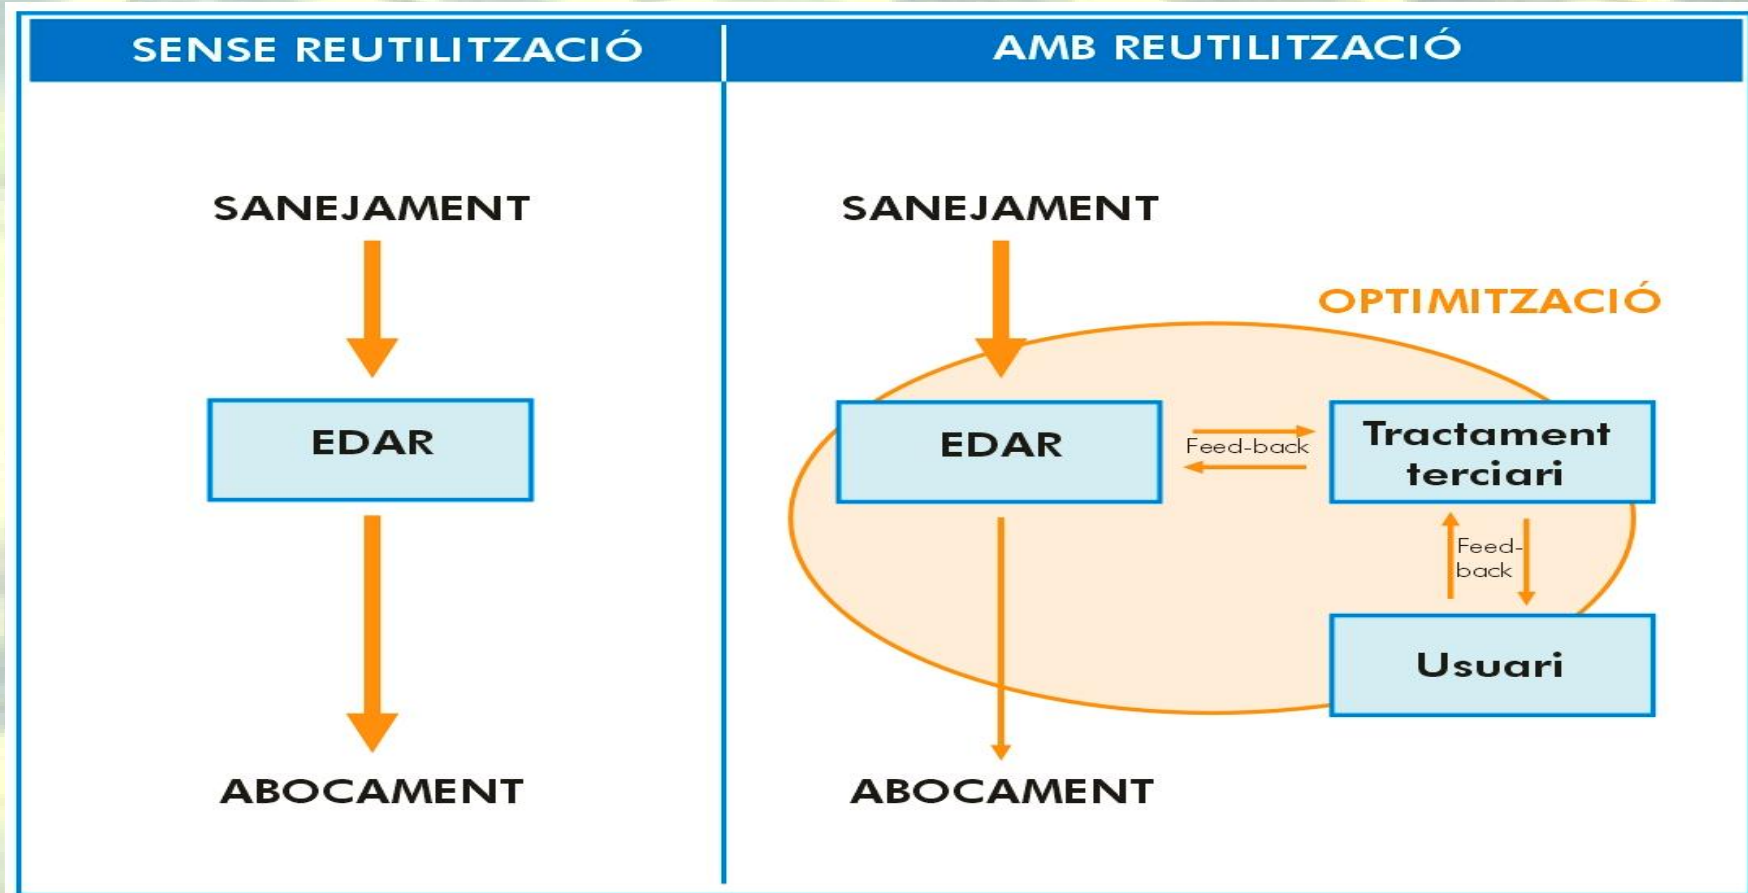 SENSE REUTILITZACIÓ
SANEJAMENT
EDAR
ABOCAMENT
AMB REUTILITZACIÓ
SANEJAMENT
OPTIMITZACIÓ
EDAR
Feed-back
Tractament
terciari
Feed-
back
Usuari
ABOCAMENT